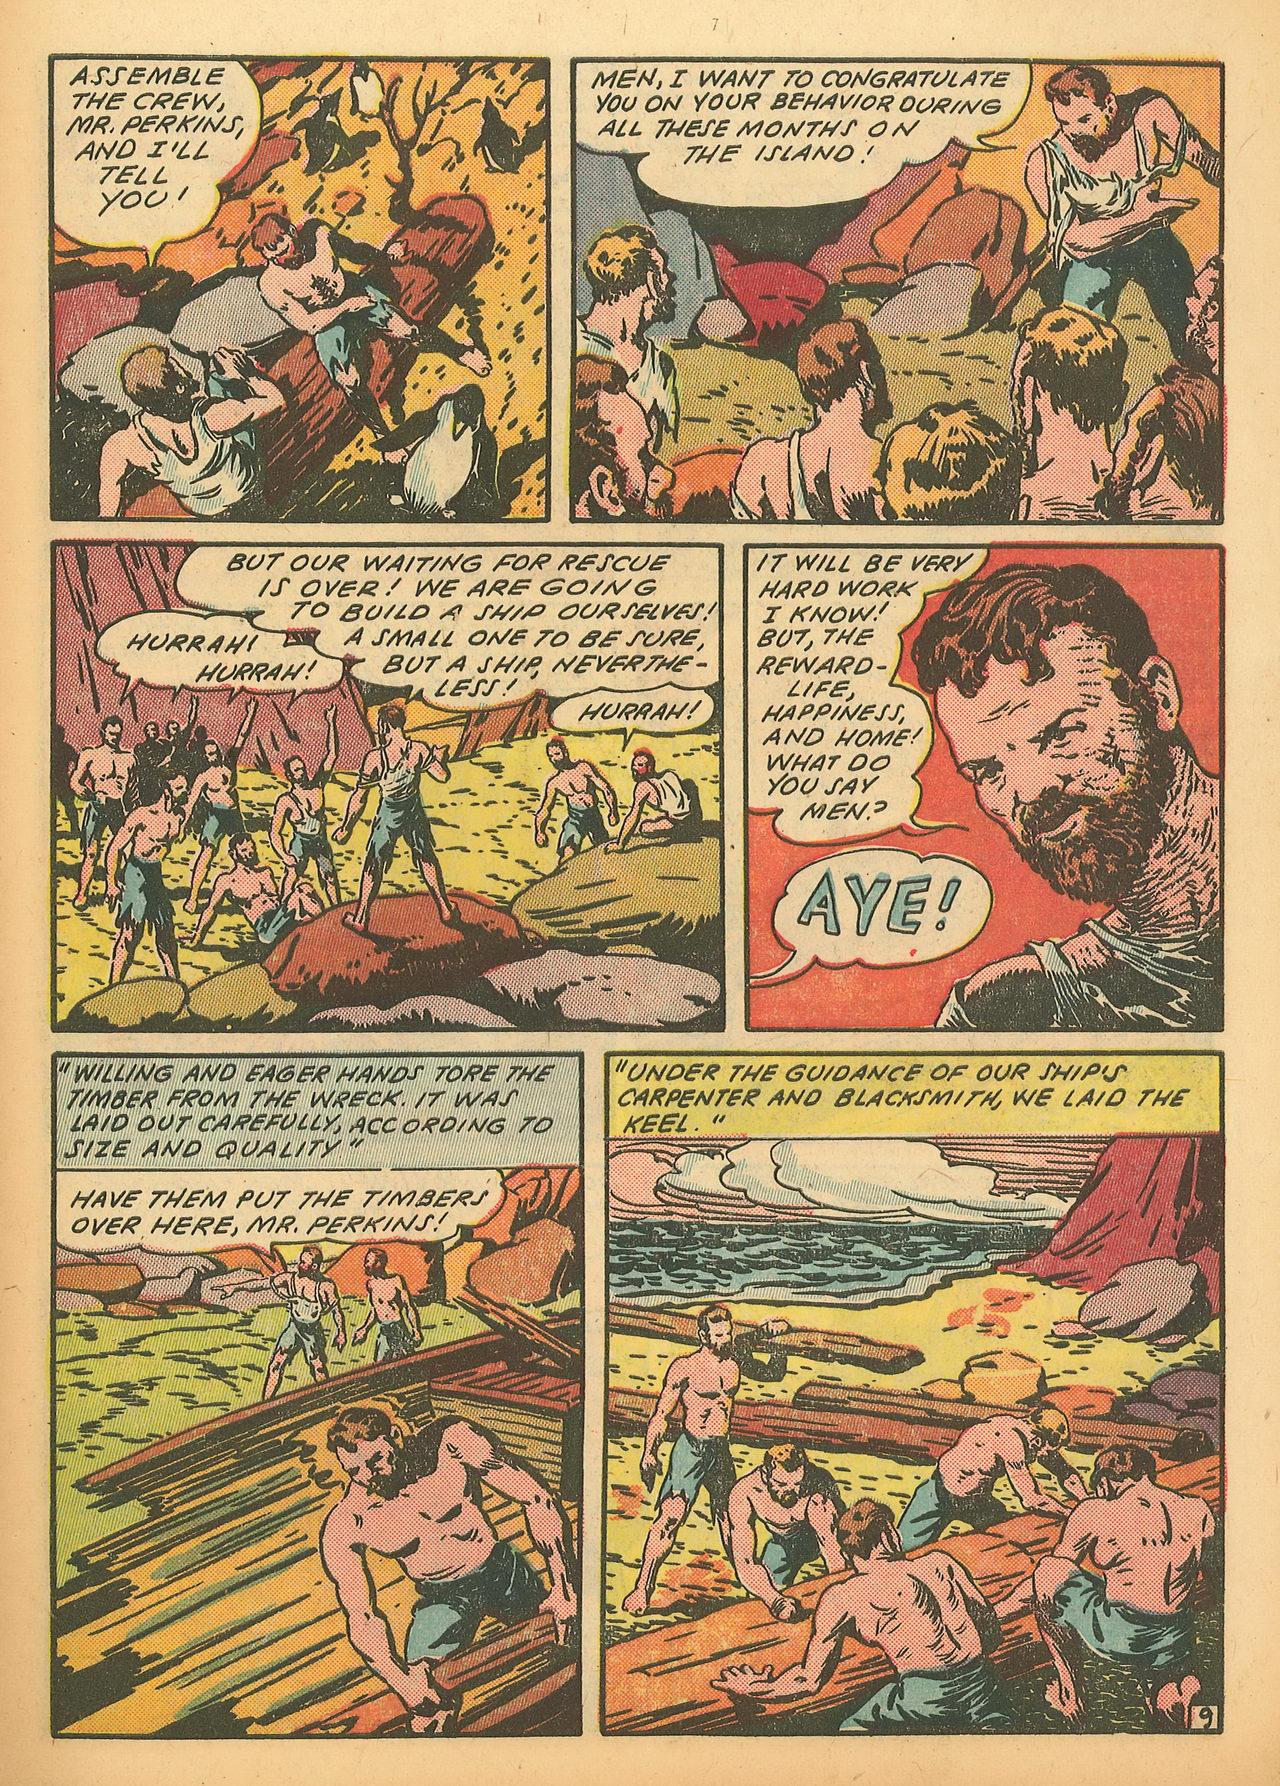 7
ASSEMBLE
THE CREW,
MR. PERKINS,
AND I'LL
TELL
YOU!
MEN, I WANT TO CONGRATULATE
YOU ON YOUR BEHAVIOR DURING
ALL THESE MONTHS ON
THE ISLAND!
BUT OUR WAITING FOR RESCUE
IS OVER! WE ARE GOING
TO BUILD A SHIP OURSELVES!
A SMALL ONE TO BE SURE,
BUT A SHIP, NEVERTHE-
LESS!
HURRAH!
HURRAH!
HURRAH!
IT WILL BE VERY
HARD WORK
I KNOW!
BUT, THE
REWARD-
LIFE,
HAPPINESS,
AND HOME!
WHAT DO
YOU SAY
MEN?
AYE!
"WILLING AND EAGER HANDS TORE THE
TIMBER FROM THE WRECK. IT WAS
LAID OUT CAREFULLY, ACCORDING TO
SIZE AND QUALITY"
HAVE THEM PUT THE TIMBERS
OVER HERE, MR. PERKINS!
"UNDER THE GUIDANCE OF OUR SHIP'S
CARPENTER AND BLACKSMITH, WE LAID THE
KEEL."
9